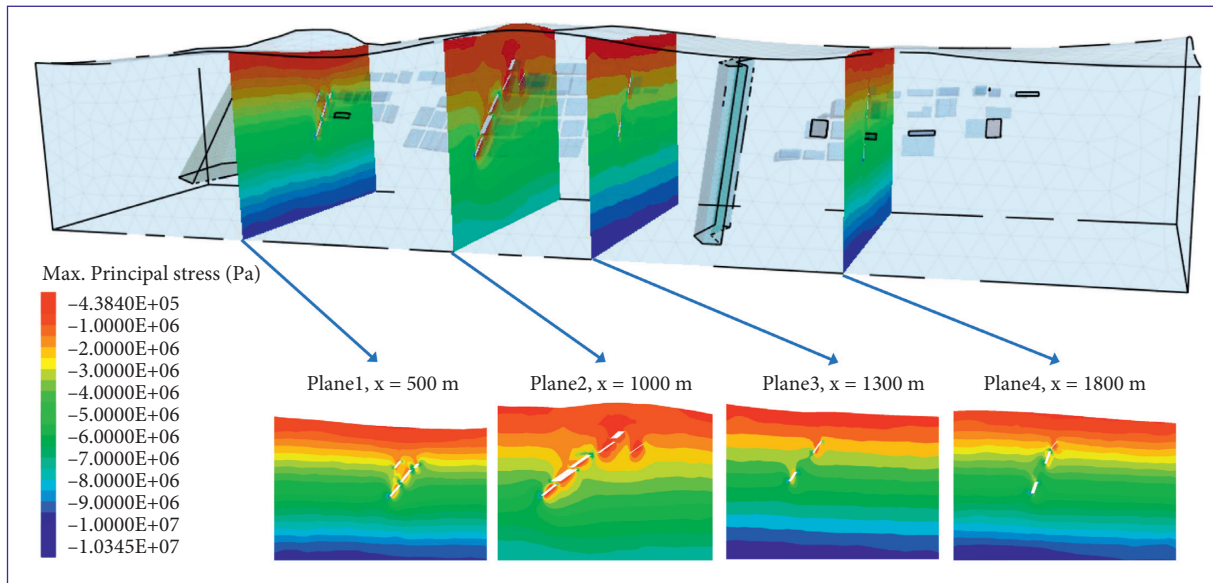 Max. Principal stress (Pa)
–4.3840E+05
–1.0000E+06
–2.0000E+06
–3.0000E+06
–4.0000E+06
–5.0000E+06
–6.0000E+06
–7.0000E+06
–8.0000E+06
–9.0000E+06
–1.0000E+07
–1.0345E+07
Plane1, x = 500 m
Plane2, x = 1000 m
Plane3, x = 1300 m
Plane4, x = 1800 m